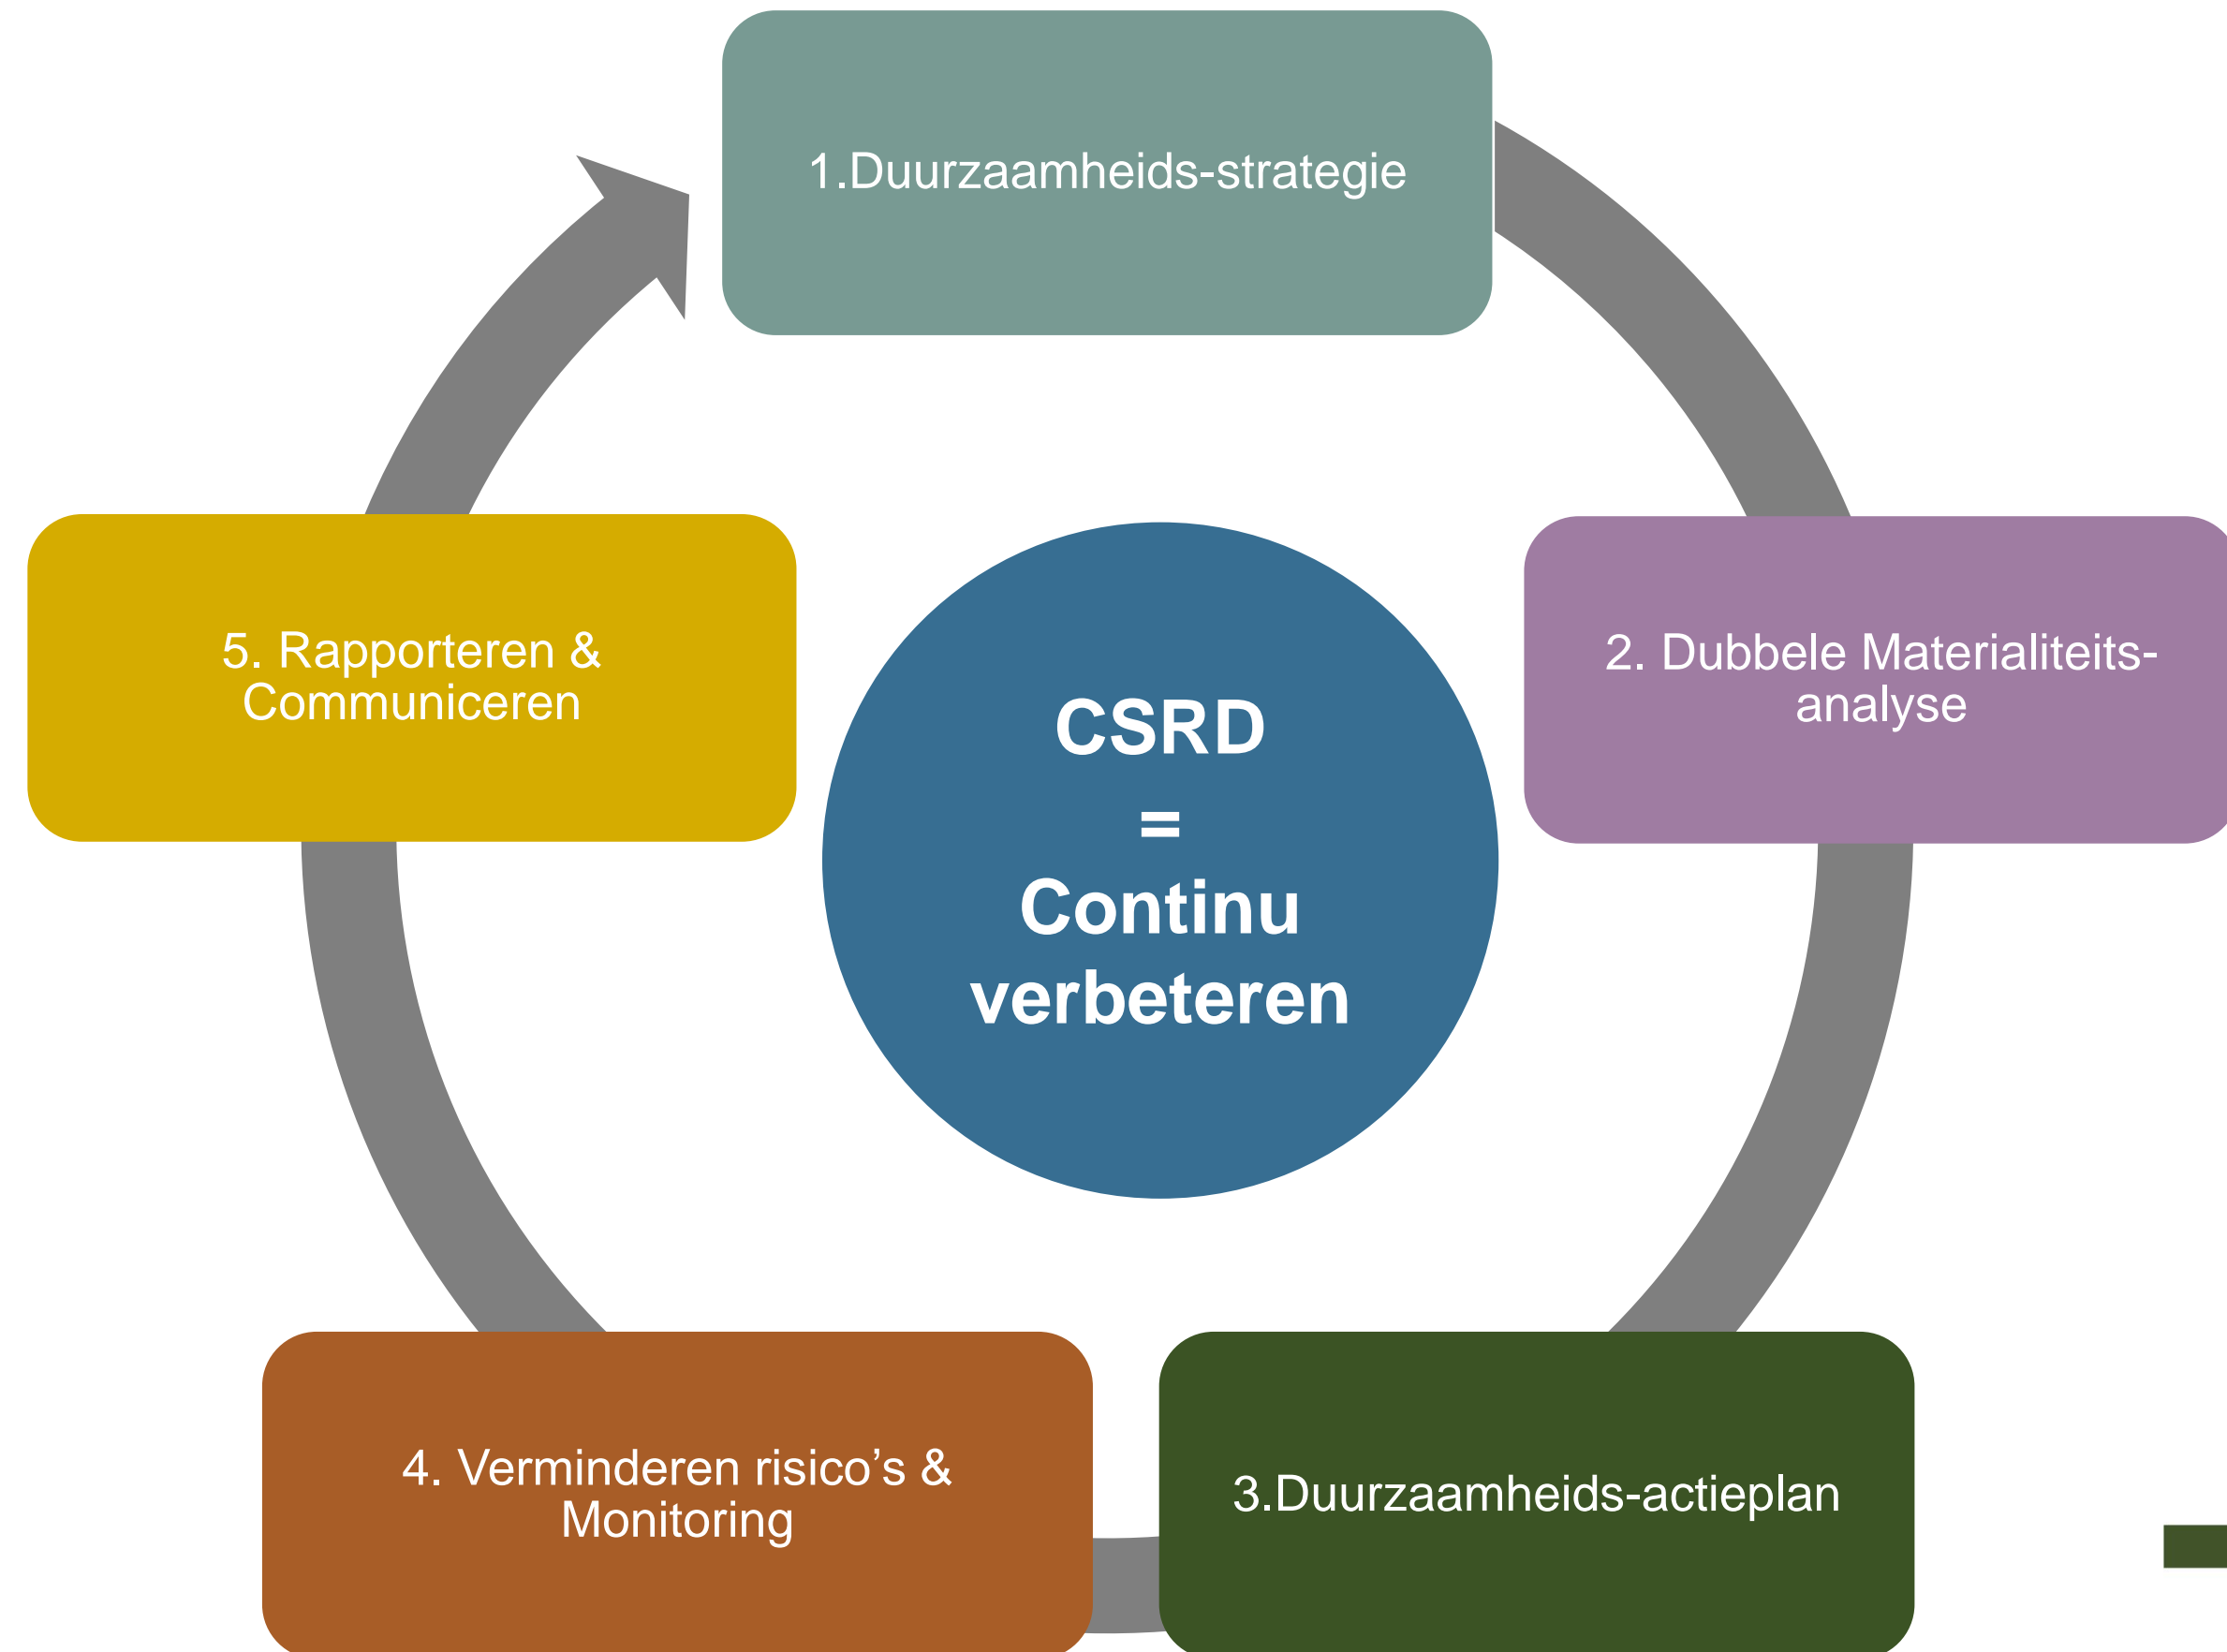 1.Duurzaamheids-strategie
2. Dubbele Materialiteits-
analyse
3.Duurzaamheids-actieplan
4. Verminderen risico’s &
Monitoring
5. Rapporteren &
Communiceren
CSRD
=
Continu
verbeteren